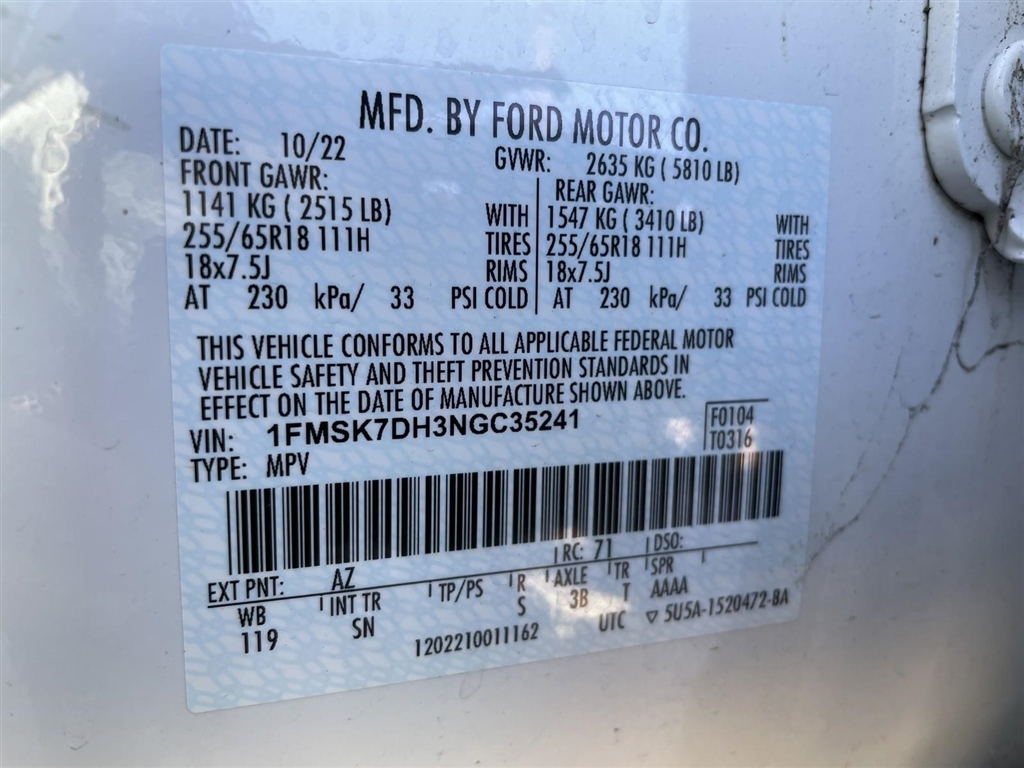 MFD. BY FORD MOTOR CO.
DATE: 10/22 GVWR: 2635 KG ( 5810 LB)
FRONT GAWR: REAR GAWR:
1141 KG ( 2515 LB) WITH 1547 KG ( 3410 LB) WITH
255/65R18 111H TIRES 255/65R18 111H TIRES
18x7.5J RIMS 18x7.5J RIMS
AT 230 kPa/ 33 PSI COLD AT 230 kPa/ 33 PSI COLD
THIS VEHICLE CONFORMS TO ALL APPLICABLE FEDERAL MOTOR
VEHICLE SAFETY AND THEFT PREVENTION STANDARDS IN
EFFECT ON THE DATE OF MANUFACTURE SHOWN ABOVE.
VIN: 1FMSK7DH3NGC35241 F0104
TYPE: MPV T0316
EXT PNT: AZ RC: 71 DSO:
WB INT TR TP/PS R AXLE TR SPR
119 SN S 3B T AAAA
1202210011162 UTC ▽ 5U5A-1520472-BA